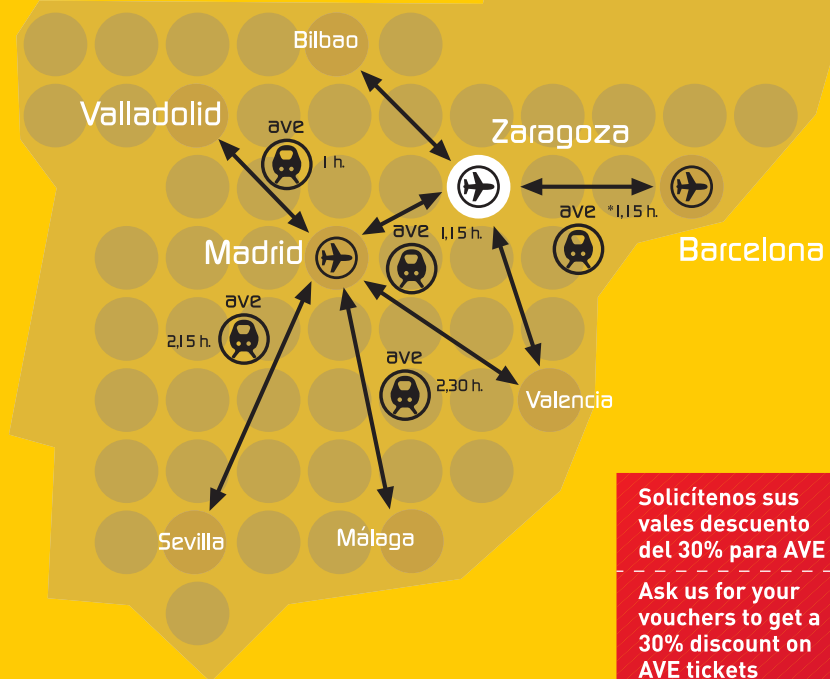 Bilbao
Valladolid
ave
1 h.
Zaragoza
ave
*1,15 h.
Barcelona
Madrid
ave
1,15 h.
ave
2,15 h.
ave
2,30 h.
Valencia
Sevilla
Málaga
Solicítenos sus
vales descuento
del 30% para AVE
Ask us for your
vouchers to get a
30% discount on
AVE tickets